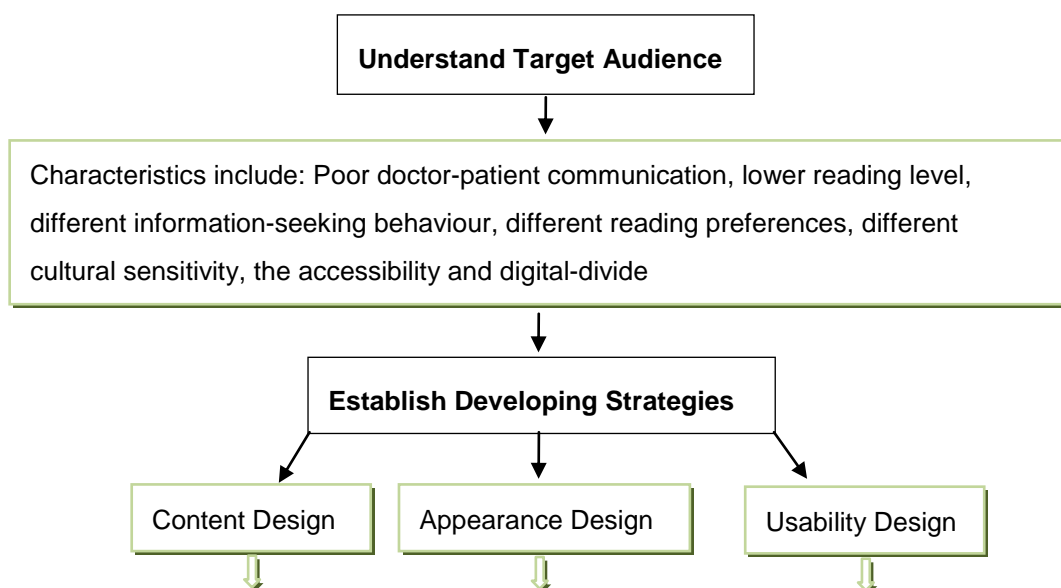 Understand Target Audience
Characteristics include: Poor doctor-patient communication, lower reading level,
different information-seeking behaviour, different reading preferences, different
cultural sensitivity, the accessibility and digital-divide
Establish Developing Strategies
Content Design
Appearance Design
Usability Design